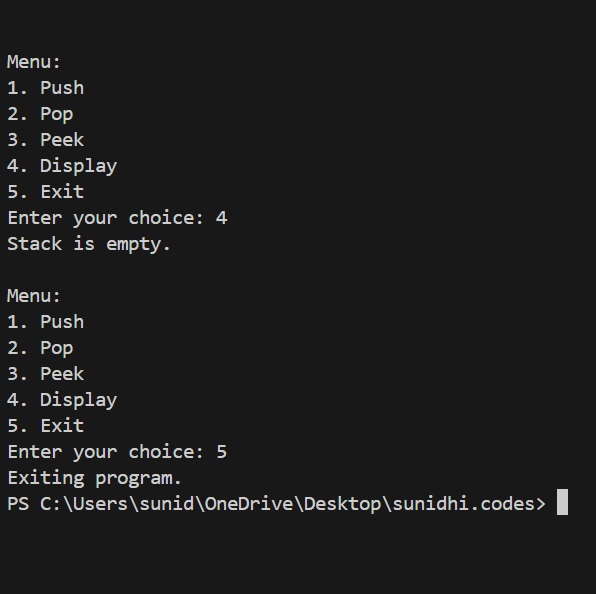 Menu:
1. Push
2. Pop
3. Peek
4. Display
5. Exit
Enter your choice: 4
Stack is empty.
Menu:
1. Push
2. Pop
3. Peek
4. Display
5. Exit
Enter your choice: 5
Exiting program.
PS C:\Users\sunid\OneDrive\Desktop\sunidhi.codes>